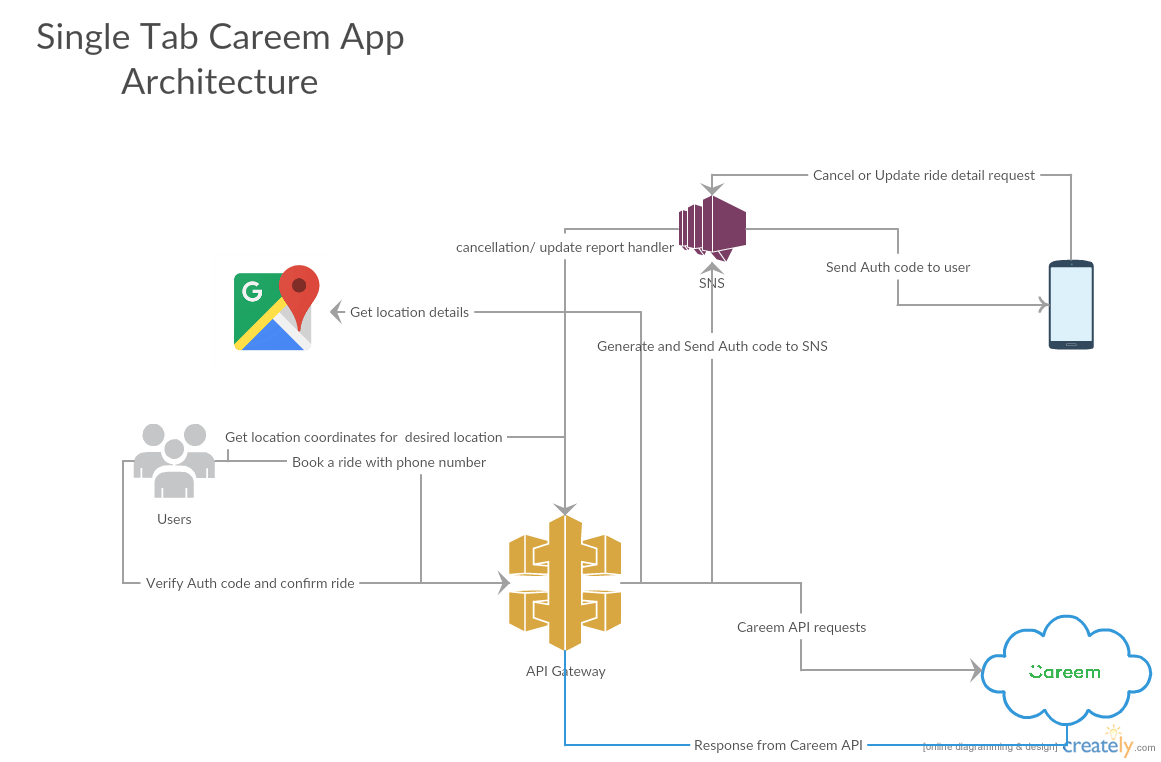 Single Tab Careem App
Architecture
Cancel or Update ride detail request
cancellation/ update report handler
Send Auth code to user
SNS
G
Get location details
Generate and Send Auth code to SNS
Get location coordinates for desired location
Book a ride with phone number
Users
Verify Auth code and confirm ride
Careem API requests
API Gateway
Careem
Response from Careem API
[online diagramming & design]
creately.com